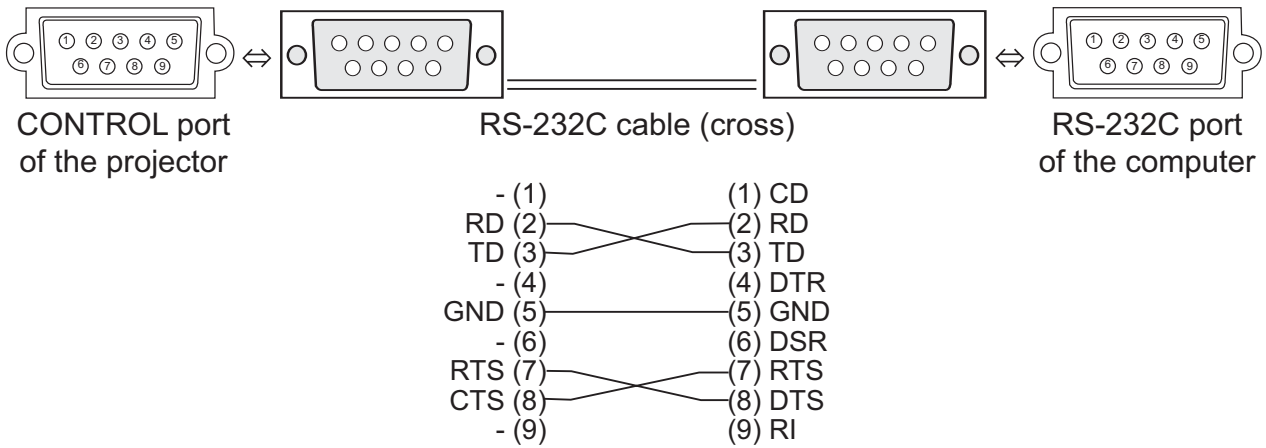 ① ② ③ ④ ⑤
⑥ ⑦ ⑧ ⑨
① ② ③ ④ ⑤
⑥ ⑦ ⑧ ⑨
CONTROL port
of the projector
RS-232C cable (cross)
RS-232C port
of the computer
- (1) (1) CD
RD (2) (2) RD
TD (3) (3) TD
- (4) (4) DTR
GND (5) (5) GND
- (6) (6) DSR
RTS (7) (7) RTS
CTS (8) (8) DTS
- (9) (9) RI